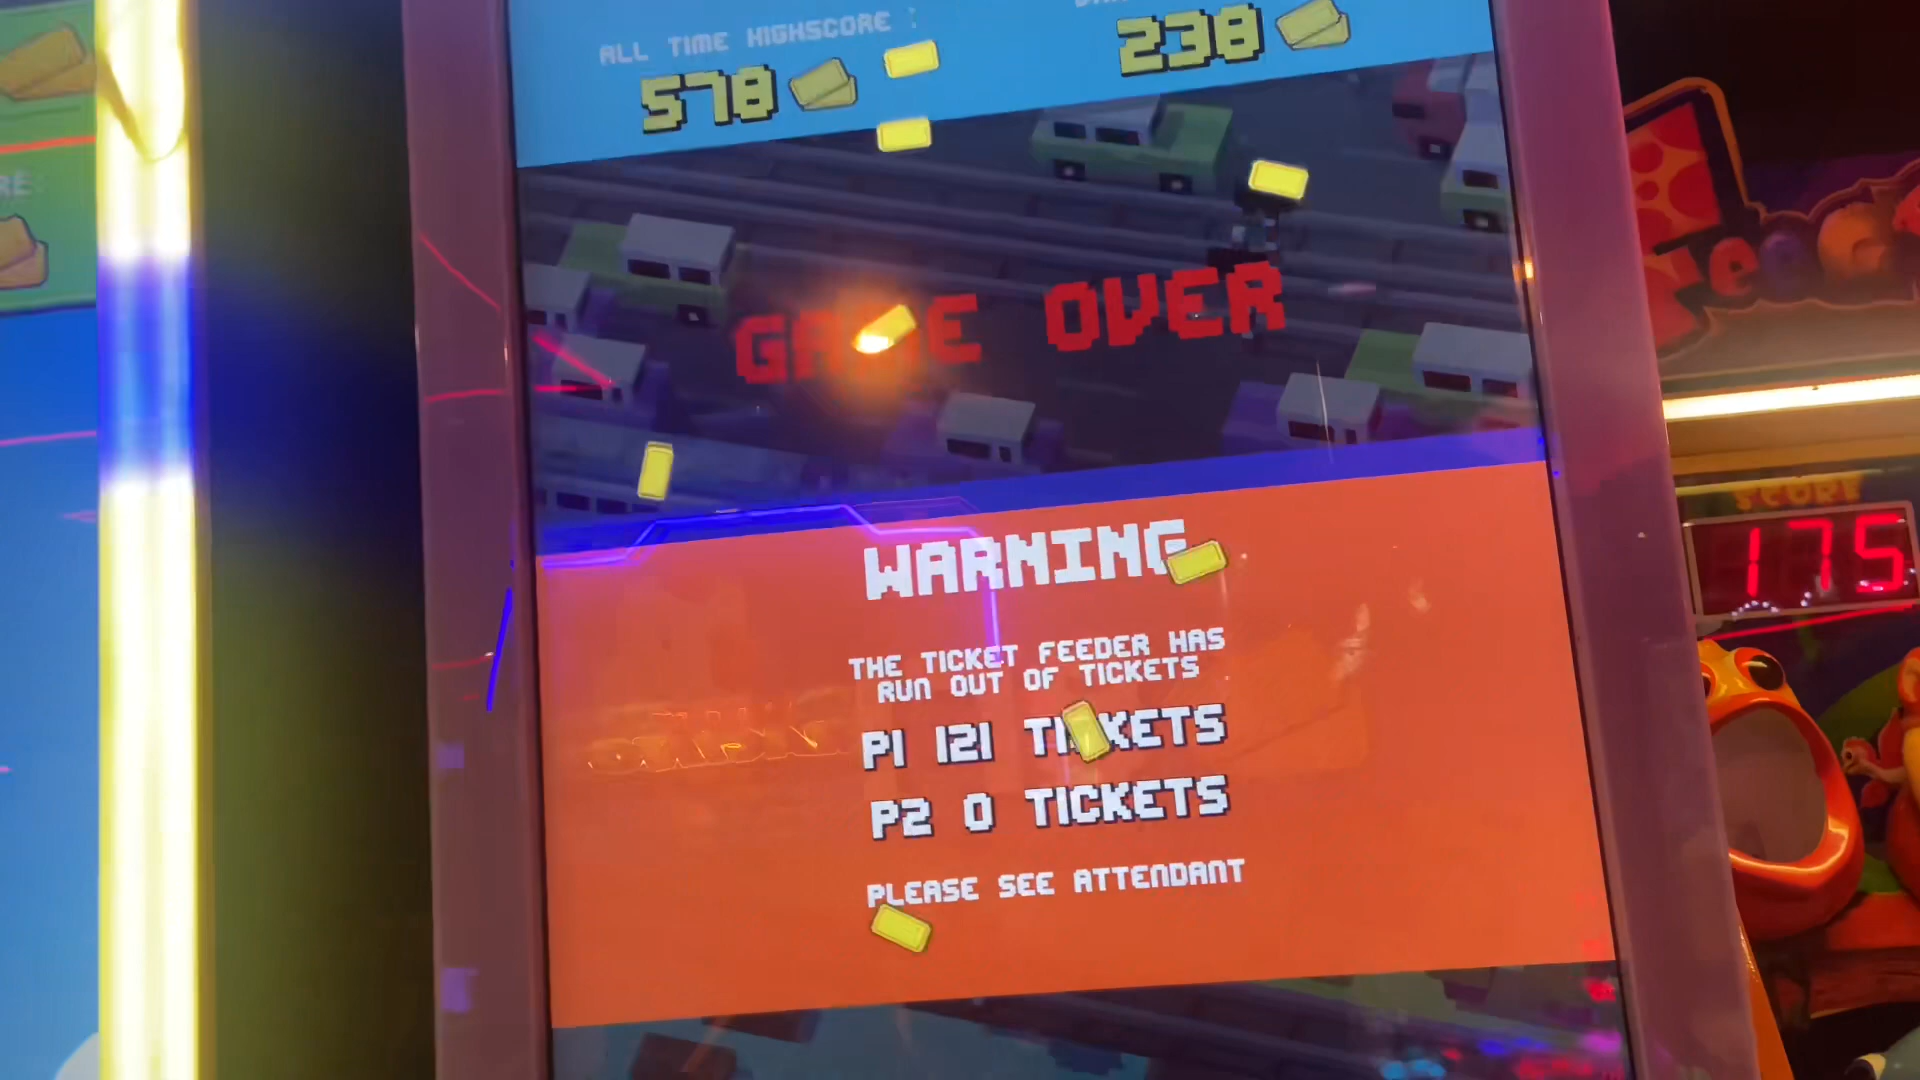 ALL TIME HIGHSCORE :
578
238
GAME OVER
WARNING
THE TICKET FEEDER HAS
RUN OUT OF TICKETS
P1 121 TICKETS
P2 0 TICKETS
PLEASE SEE ATTENDANT
SCORE
175